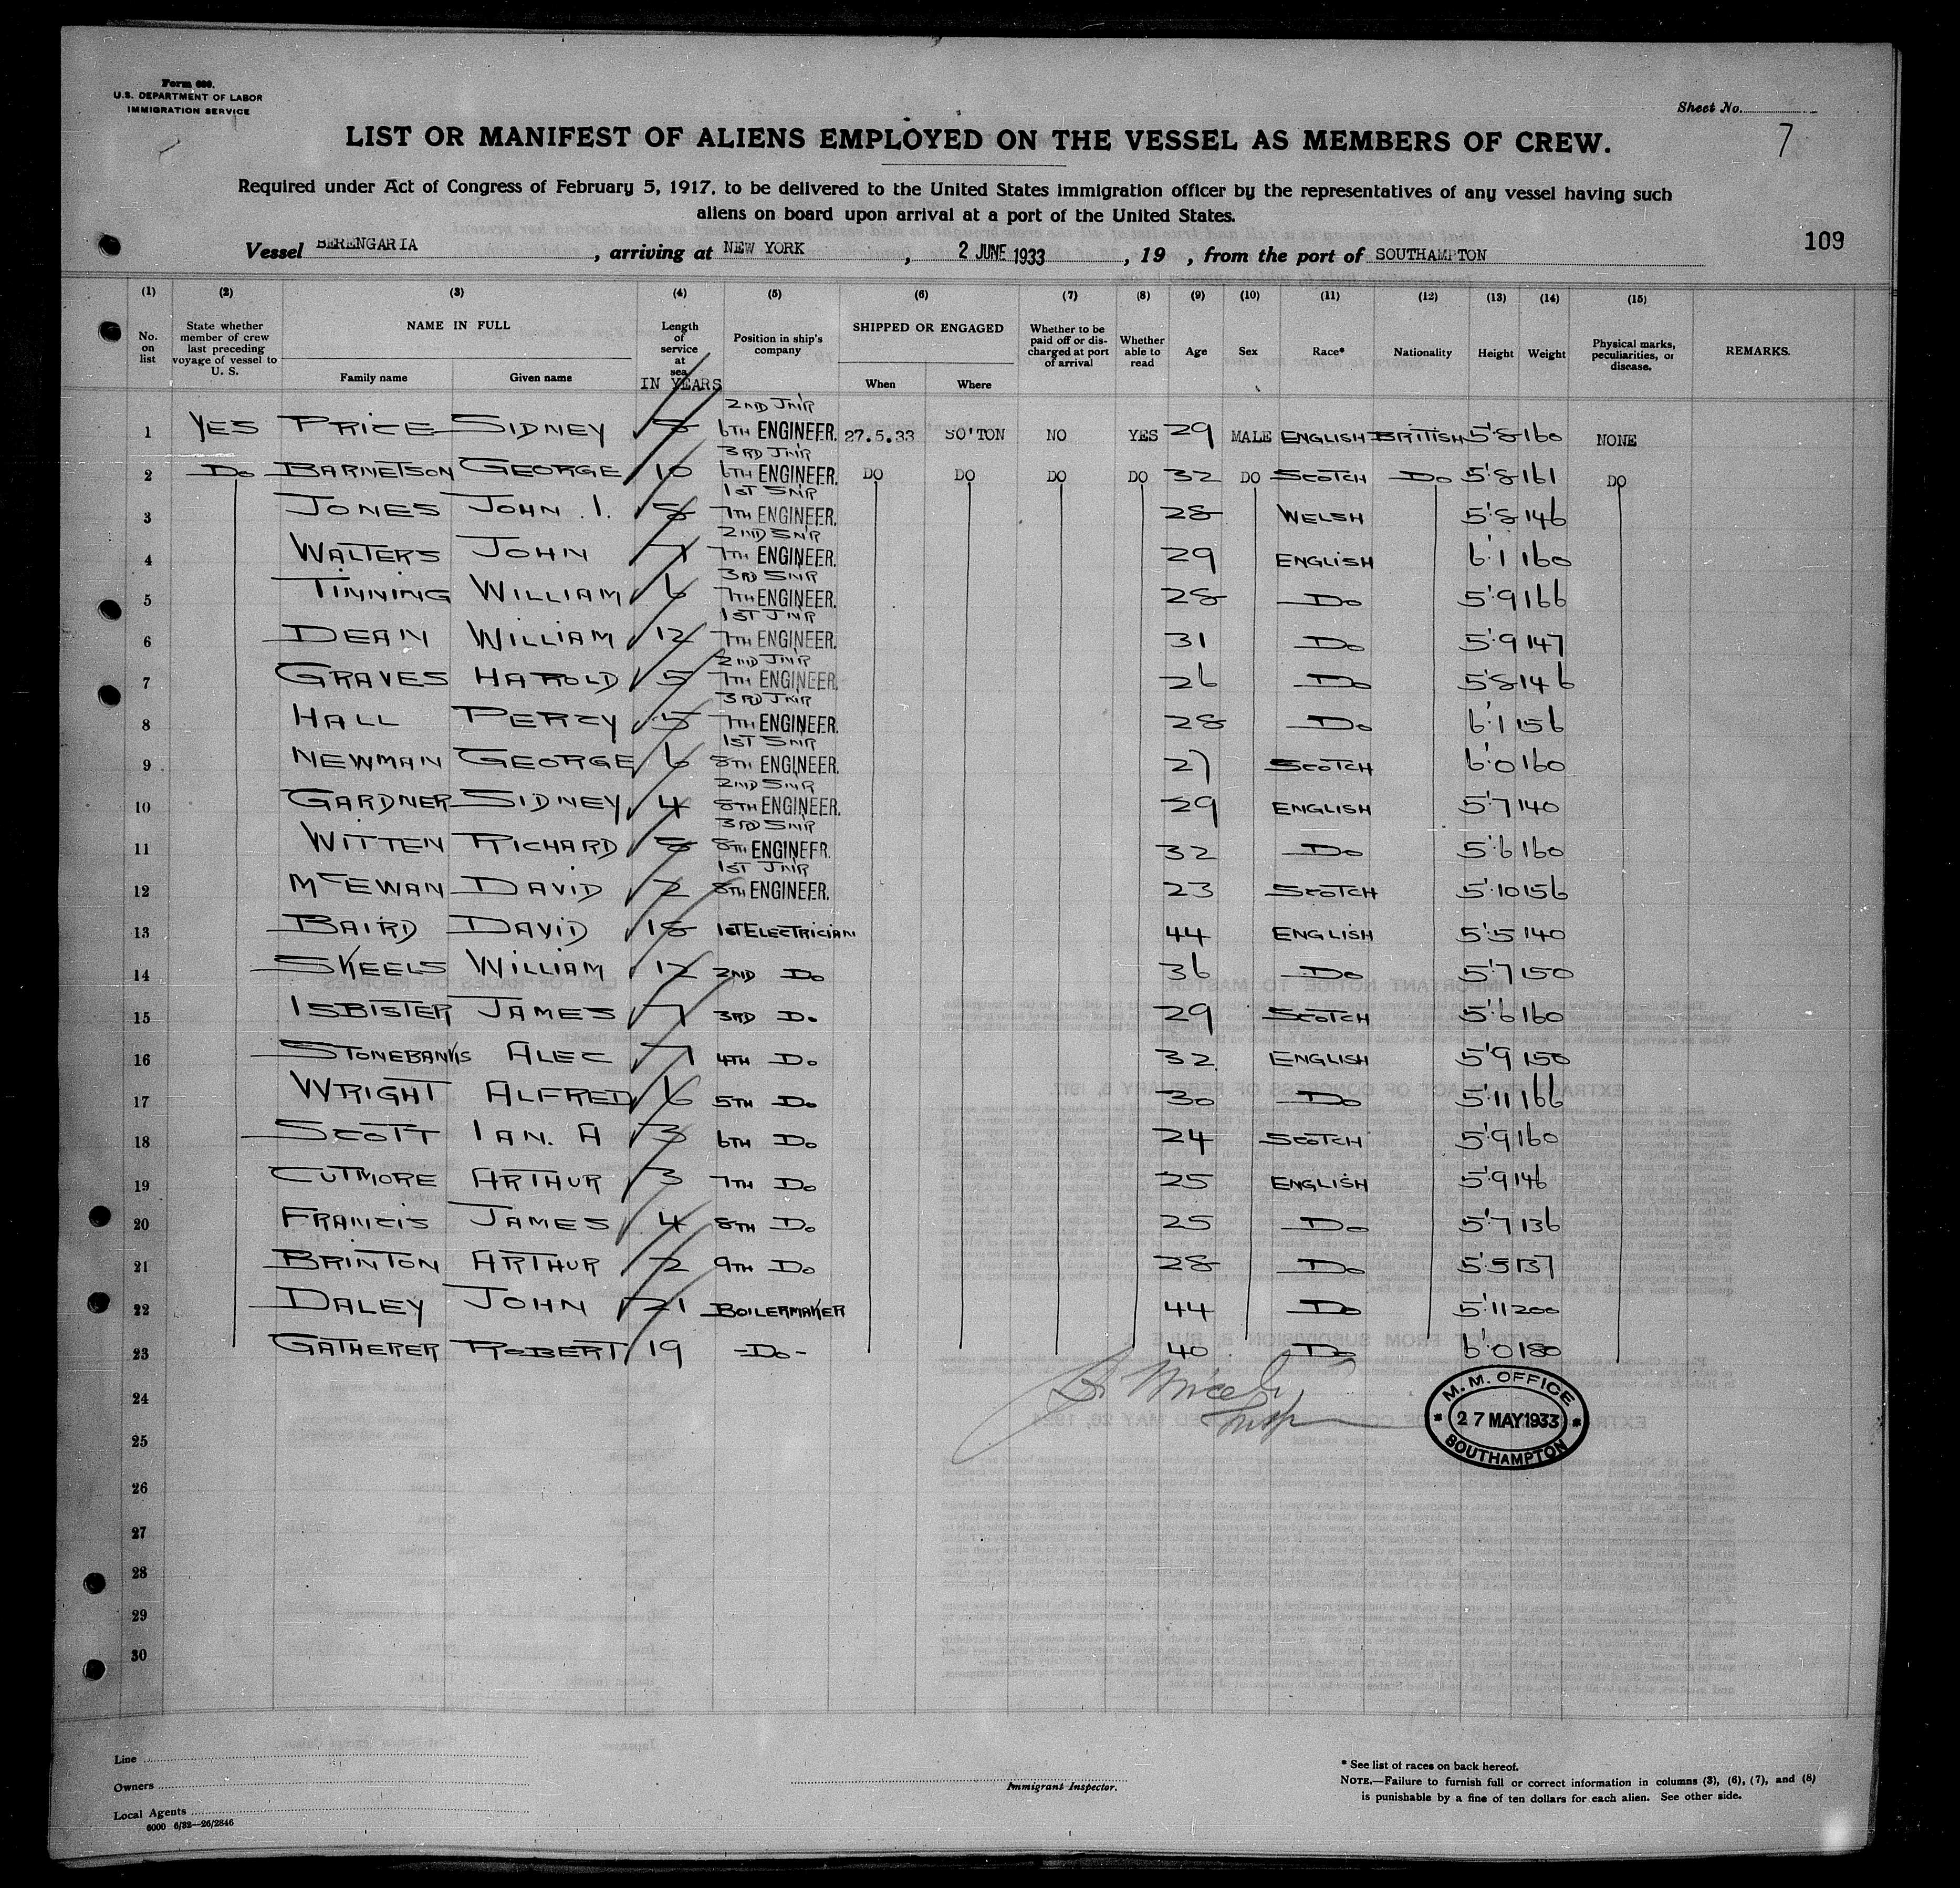 Form 680.
U.S. DEPARTMENT OF LABOR
IMMIGRATION SERVICE
Sheet No.
7
LIST OR MANIFEST OF ALIENS EMPLOYED ON THE VESSEL AS MEMBERS OF CREW.
Required under Act of Congress of February 5, 1917, to be delivered to the United States immigration officer by the representatives of any vessel having such
aliens on board upon arrival at a port of the United States.
109
Vessel BERENGARIA, arriving at NEW YORK, 2 JUNE 1933, 19 , from the port of SOUTHAMPTON
(1) (2) (3) (4) (5) (6) (7) (8) (9) (10) (11) (12) (13) (14) (15)
No. on list
State whether member of crew last preceding voyage of vessel to U. S.
NAME IN FULL
Family name Given name
Length of service at sea IN YEARS
Position in ship's company
SHIPPED OR ENGAGED
When Where
Whether to be paid off or discharged at port of arrival
Whether able to read
Age Sex Race* Nationality Height Weight
Physical marks, peculiarities, or disease.
REMARKS.
1 YES PRICE SIDNEY 8 2ND JNIR 6TH ENGINEER. 27.5.33 SO'TON NO YES 29 MALE ENGLISH BRITISH 5'8 160 NONE
2 DO BARNETSON GEORGE 10 3RD JNIR 6TH ENGINEER. DO DO DO DO 32 DO SCOTCH DO 5'8 161 DO
3 JONES JOHN . I. 8 1ST SNIR 7TH ENGINEER. 28 WELSH 5'8 146
4 WALTERS JOHN 7 2ND SNIR 7TH ENGINEER. 29 ENGLISH 6'1 160
5 TINNING WILLIAM 6 3RD SNIR 7TH ENGINEER. 28 DO 5'9 166
6 DEAN WILLIAM 12 1ST JNIR 7TH ENGINEER. 31 DO 5'9 147
7 GRAVES HAROLD 5 2ND JNIR 7TH ENGINEER. 26 DO 5'8 146
8 HALL PERCY 5 3RD JNIR 7TH ENGINEER. 28 DO 6'1 156
9 NEWMAN GEORGE 6 1ST SNIR 8TH ENGINEER. 27 SCOTCH 6'0 160
10 GARDNER SIDNEY 4 2ND SNIR 8TH ENGINEER. 29 ENGLISH 5'7 140
11 WITTEN RICHARD 8 3RD SNIR 8TH ENGINEER. 32 DO 5'6 160
12 McEWAN DAVID 2 1ST JNIR 8TH ENGINEER. 23 SCOTCH 5'10 156
13 BAIRD DAVID 18 1ST ELECTRICIAN 44 ENGLISH 5'5 140
14 SKEELS WILLIAM 12 2ND DO 36 DO 5'7 150
15 ISBISTER JAMES 7 3RD DO 29 SCOTCH 5'6 160
16 STONEBANKS ALEC 7 4TH DO 32 ENGLISH 5'9 150
17 WRIGHT ALFRED 6 5TH DO 30 DO 5'11 166
18 SCOTT IAN. A 3 6TH DO 24 SCOTCH 5'9 160
19 CUTMORE ARTHUR 3 7TH DO 25 ENGLISH 5'9 146
20 FRANCIS JAMES 4 8TH DO 25 DO 5'7 136
21 BRINTON ARTHUR 2 9TH DO 28 DO 5'5 137
22 DALEY JOHN 21 BOILERMAKER 44 DO 5'11 200
23 GATHERER ROBERT 19 -DO- 40 DO 6'0 180
24
25
26
27
28
29
30
M. M. OFFICE
* 27 MAY 1933 *
SOUTHAMPTON
Line
Owners
Local Agents
6000 6/32—26/2846
Immigrant Inspector.
* See list of races on back hereof.
NOTE.—Failure to furnish full or correct information in columns (3), (6), (7), and (8)
is punishable by a fine of ten dollars for each alien. See other side.